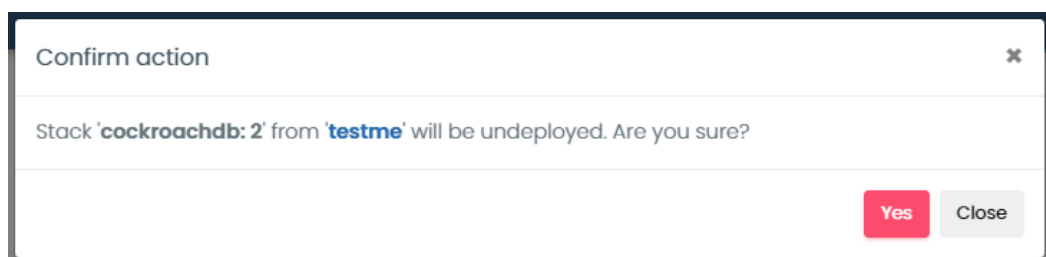 Confirm action
Stack 'cockroachdb: 2' from 'testme' will be undeployed. Are you sure?
Yes Close